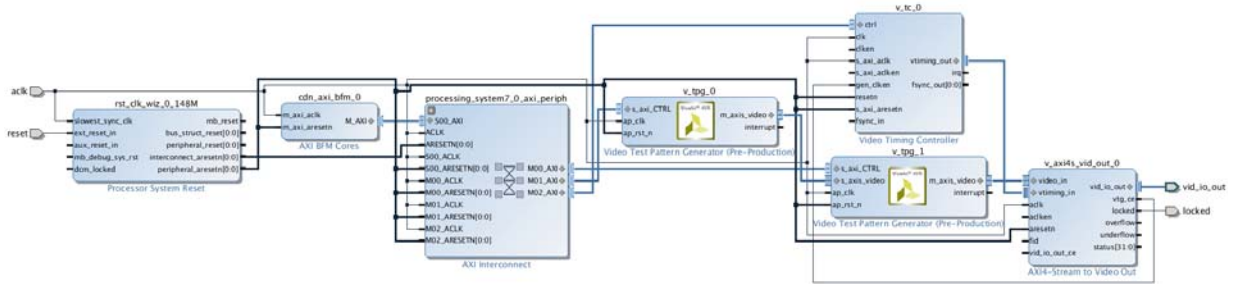 aclk
reset
rst_clk_wiz_0_148M
slowest_sync_clk
mb_reset
ext_reset_in
bus_struct_reset[0:0]
aux_reset_in
peripheral_reset[0:0]
mb_debug_sys_rst
interconnect_aresetn[0:0]
dcm_locked
peripheral_aresetn[0:0]
Processor System Reset
cdn_axi_bfm_0
m_axi_aclk
M_AXI
m_axi_aresetn
AXI BFM Cores
processing_system7_0_axi_periph
S00_AXI
ACLK
ARESETN[0:0]
S00_ACLK
S00_ARESETN[0:0]
M00_AXI
M00_ACLK
M01_AXI
M00_ARESETN[0:0]
M02_AXI
M01_ACLK
M01_ARESETN[0:0]
M02_ACLK
M02_ARESETN[0:0]
AXI Interconnect
v_tpg_0
s_axi_CTRL
ap_clk
m_axis_video
ap_rst_n
interrupt
Video Test Pattern Generator (Pre-Production)
v_tc_0
ctrl
clk
clken
s_axi_aclk
vtiming_out
s_axi_aclken
irq
gen_clken
fsync_out[0:0]
resetn
s_axi_aresetn
fsync_in
Video Timing Controller
v_tpg_1
s_axi_CTRL
s_axis_video
m_axis_video
ap_clk
interrupt
ap_rst_n
Video Test Pattern Generator (Pre-Production)
v_axi4s_vid_out_0
video_in
vid_io_out
vtiming_in
vtg_ce
aclk
locked
aclken
overflow
aresetn
underflow
fid
status[31:0]
vid_io_out_ce
AXI4-Stream to Video Out
vid_io_out
locked